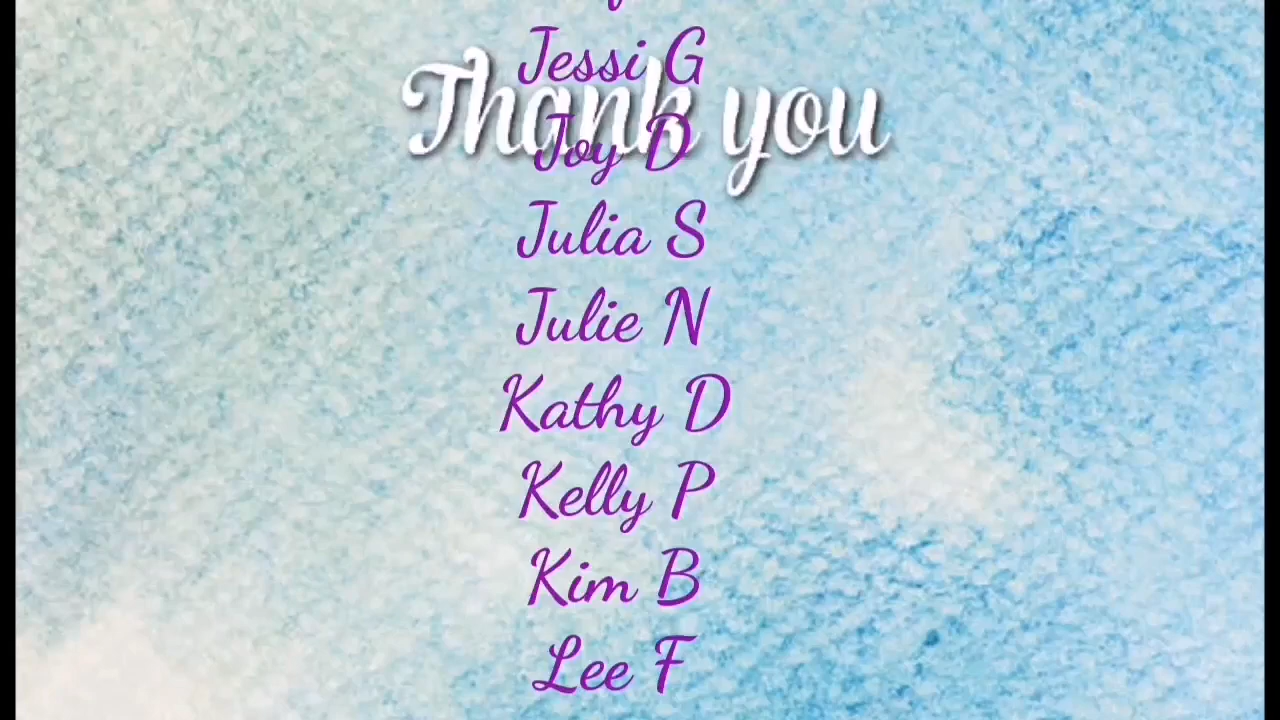 Jessi G
Thank you
Joy D
Julia S
Julie N
Kathy D
Kelly P
Kim B
Lee F